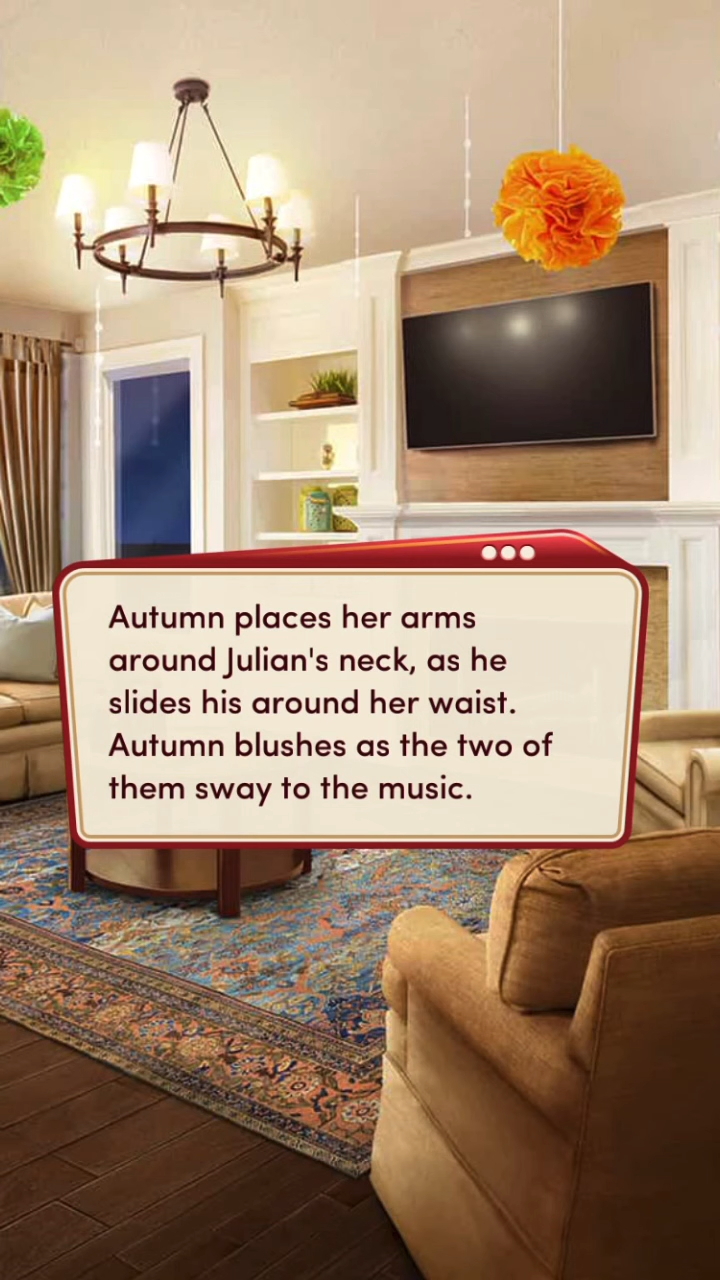 Autumn places her arms
around Julian's neck, as he
slides his around her waist.
Autumn blushes as the two of
them sway to the music.